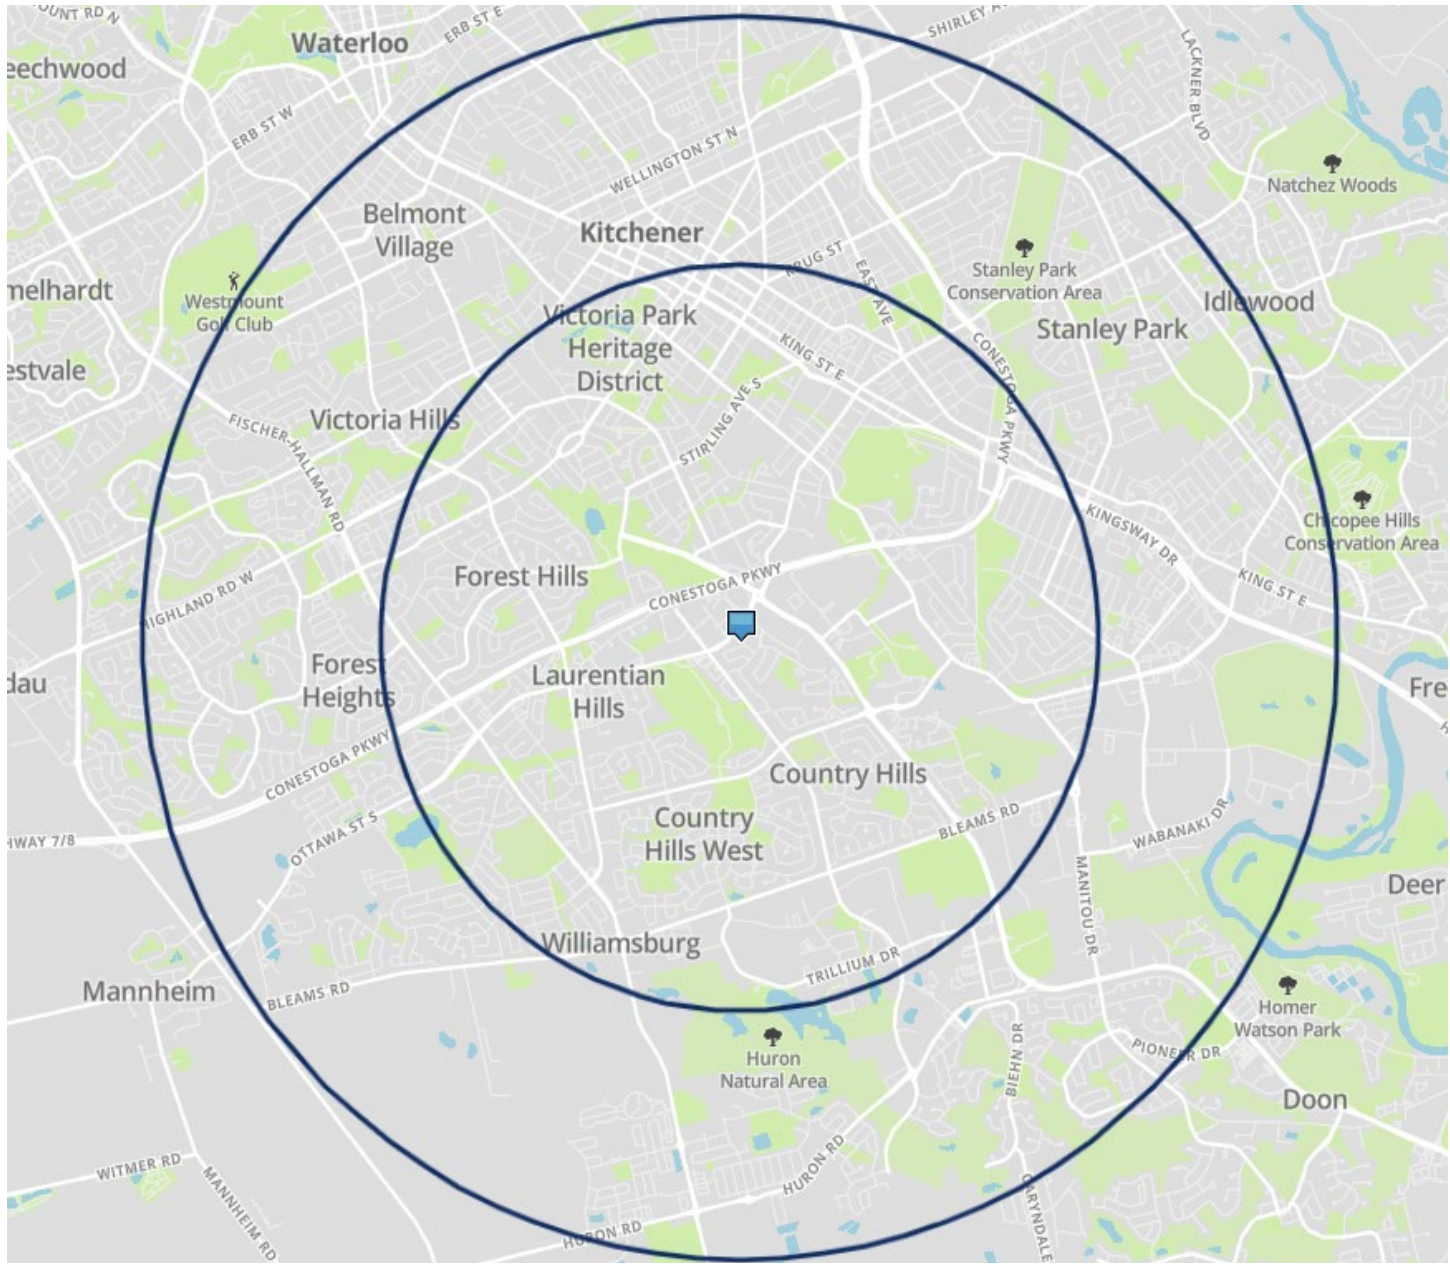 OUNT RD N
ERB ST E
SHIRLEY A
Waterloo
eechwood
LACKNER BLVD
ERB ST W
WELLINGTON ST N
Natchez Woods
Belmont
Village
Kitchener
KRUG ST
EAST AVE
Stanley Park
Conservation Area
melhardt
Westmount
Golf Club
Idlewood
Victoria Park
Heritage
District
Stanley Park
KING ST E
CONESTOGA PKWY
estvale
STIRLING AVE S
Victoria Hills
FISCHER-HALLMAN RD
KINGSWAY DR
Chicopee Hills
Conservation Area
Forest Hills
CONESTOGA PKWY
KING ST E
HIGHLAND RD W
Forest
Heights
Laurentian
Hills
dau
Fre
H
CONESTOGA PKWY
Country Hills
Country
Hills West
BLEAMS RD
WABANAKI DR
HWAY 7/8
OTTAWA ST S
MANITOU DR
Deer
Williamsburg
TRILLIUM DR
Mannheim
BLEAMS RD
Homer
Watson Park
Huron
Natural Area
BIEHN DR
PIONEER DR
Doon
WITMER RD
MANNHEIM RD
HURON RD
HURON RD
CARYNDALE